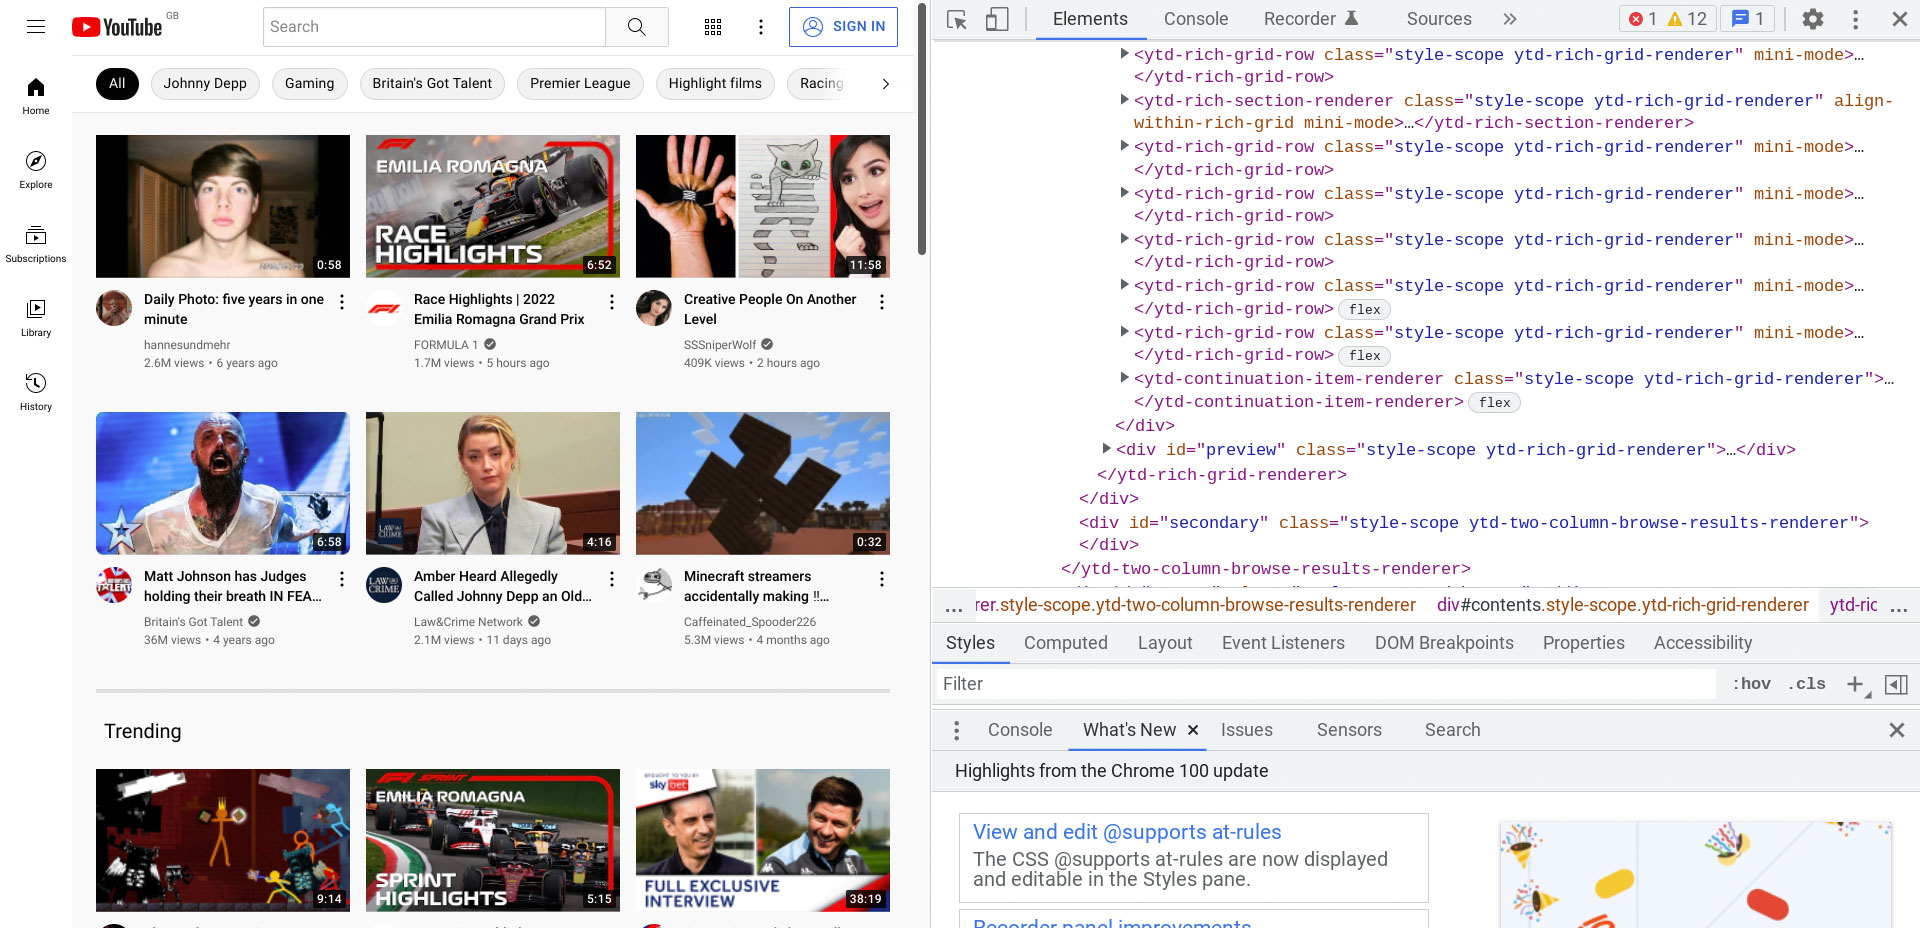 YouTube GB
Search
SIGN IN
Home
Explore
Subscriptions
Library
History
All
Johnny Depp
Gaming
Britain's Got Talent
Premier League
Highlight films
Racing
0:58
EMILIA ROMAGNA
RACE
HIGHLIGHTS
6:52
11:58
Daily Photo: five years in one
minute
hannesundmehr
2.6M views • 6 years ago
Race Highlights | 2022
Emilia Romagna Grand Prix
FORMULA 1
1.7M views • 5 hours ago
Creative People On Another
Level
SSSniperWolf
409K views • 2 hours ago
6:58
LAW&
CRIME
4:16
0:32
TALENT
Matt Johnson has Judges
holding their breath IN FEA...
Britain's Got Talent
36M views • 4 years ago
LAW&
CRIME
Amber Heard Allegedly
Called Johnny Depp an Old...
Law&Crime Network
2.1M views • 11 days ago
Minecraft streamers
accidentally making !!...
Caffeinated_Spooder226
5.3M views • 4 months ago
Trending
9:14
SPRINT
EMILIA ROMAGNA
SPRINT
HIGHLIGHTS
5:15
BROUGHT TO YOU BY
sky bet
FULL EXCLUSIVE
INTERVIEW
38:19
Elements
Console
Recorder
Sources
1
12
1
<ytd-rich-grid-row class="style-scope ytd-rich-grid-renderer" mini-mode>…
</ytd-rich-grid-row>
<ytd-rich-section-renderer class="style-scope ytd-rich-grid-renderer" align-
within-rich-grid mini-mode>…</ytd-rich-section-renderer>
<ytd-rich-grid-row class="style-scope ytd-rich-grid-renderer" mini-mode>…
</ytd-rich-grid-row>
<ytd-rich-grid-row class="style-scope ytd-rich-grid-renderer" mini-mode>…
</ytd-rich-grid-row>
<ytd-rich-grid-row class="style-scope ytd-rich-grid-renderer" mini-mode>…
</ytd-rich-grid-row>
<ytd-rich-grid-row class="style-scope ytd-rich-grid-renderer" mini-mode>…
</ytd-rich-grid-row> flex
<ytd-rich-grid-row class="style-scope ytd-rich-grid-renderer" mini-mode>…
</ytd-rich-grid-row> flex
<ytd-continuation-item-renderer class="style-scope ytd-rich-grid-renderer">…
</ytd-continuation-item-renderer> flex
</div>
<div id="preview" class="style-scope ytd-rich-grid-renderer">…</div>
</ytd-rich-grid-renderer>
</div>
<div id="secondary" class="style-scope ytd-two-column-browse-results-renderer">
</div>
</ytd-two-column-browse-results-renderer>
... rer.style-scope.ytd-two-column-browse-results-renderer div#contents.style-scope.ytd-rich-grid-renderer ytd-ric ...
Styles
Computed
Layout
Event Listeners
DOM Breakpoints
Properties
Accessibility
Filter
:hov
.cls
Console
What's New
Issues
Sensors
Search
Highlights from the Chrome 100 update
View and edit @supports at-rules
The CSS @supports at-rules are now displayed
and editable in the Styles pane.
Recorder panel improvements